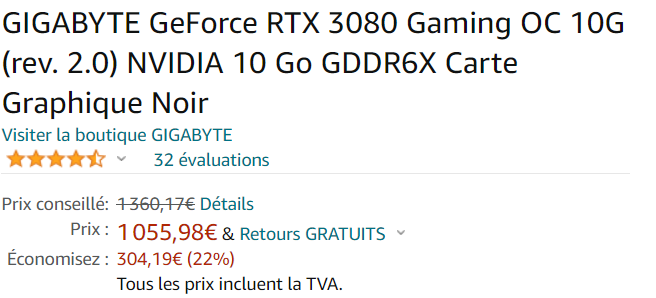 GIGABYTE GeForce RTX 3080 Gaming OC 10G
(rev. 2.0) NVIDIA 10 Go GDDR6X Carte
Graphique Noir
Visiter la boutique GIGABYTE
32 évaluations
Prix conseillé: 1 360,17€ Détails
Prix : 1 055,98€ & Retours GRATUITS
Économisez : 304,19€ (22%)
Tous les prix incluent la TVA.